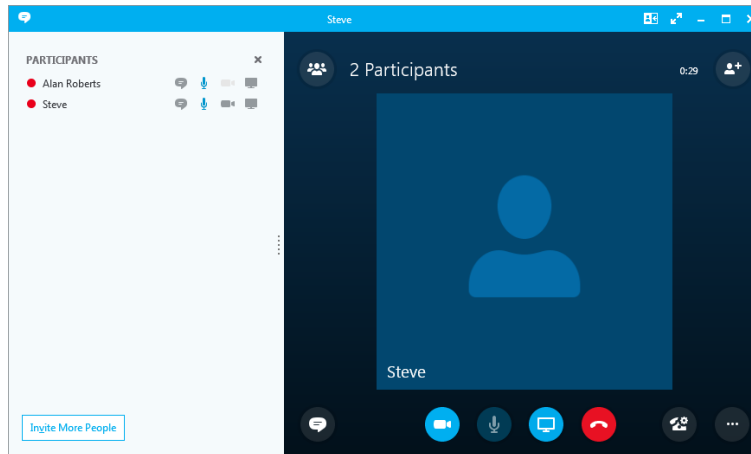 Steve
PARTICIPANTS
Alan Roberts
Steve
Invite More People
2 Participants
0:29
Steve